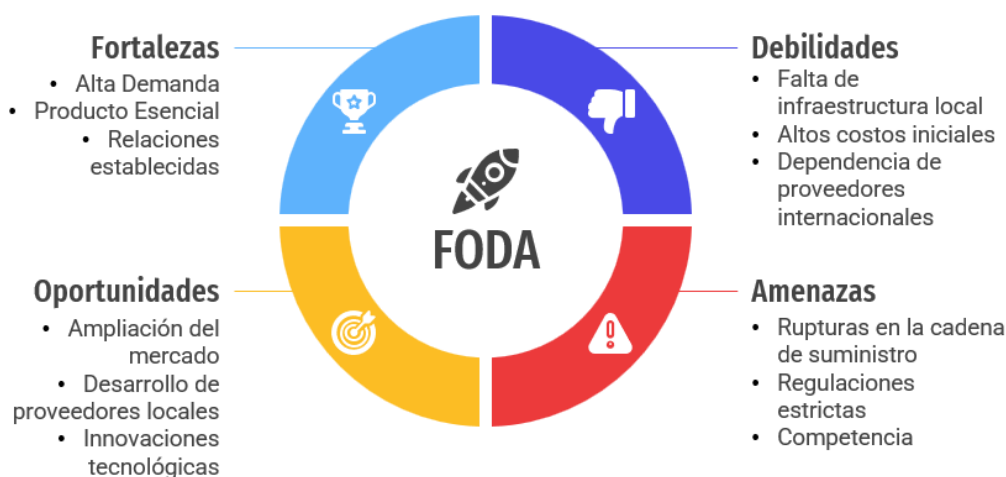 Fortalezas
• Alta Demanda
• Producto Esencial
• Relaciones
establecidas
Debilidades
• Falta de
infraestructura local
• Altos costos iniciales
• Dependencia de
proveedores
internacionales
FODA
Oportunidades
• Ampliación del
mercado
• Desarrollo de
proveedores locales
• Innovaciones
tecnológicas
Amenazas
• Rupturas en la cadena
de suministro
• Regulaciones
estrictas
• Competencia